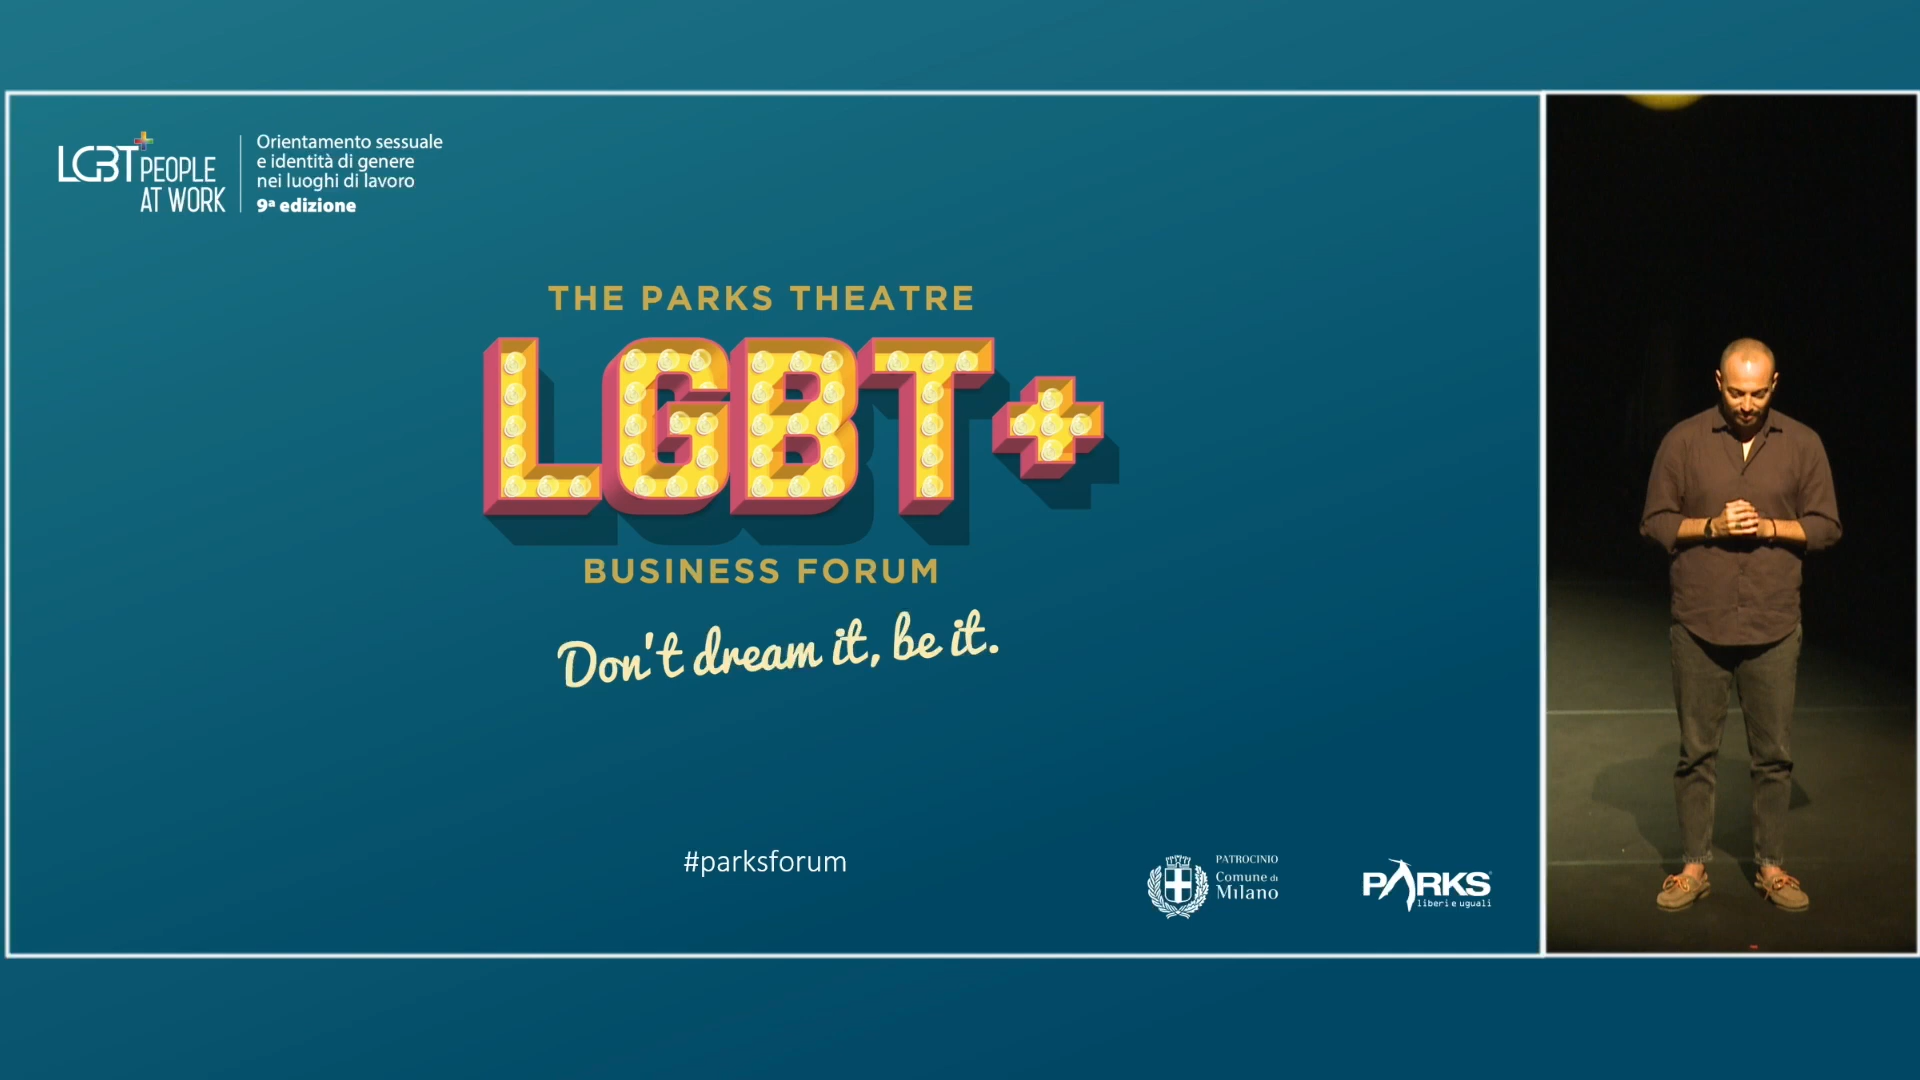 LGBT+ PEOPLE
AT WORK
Orientamento sessuale
e identità di genere
nei luoghi di lavoro
9ª edizione
THE PARKS THEATRE
LGBT+
BUSINESS FORUM
Don't dream it, be it.
#parksforum
PATROCINIO
Comune di
Milano
PARKS
liberi e uguali